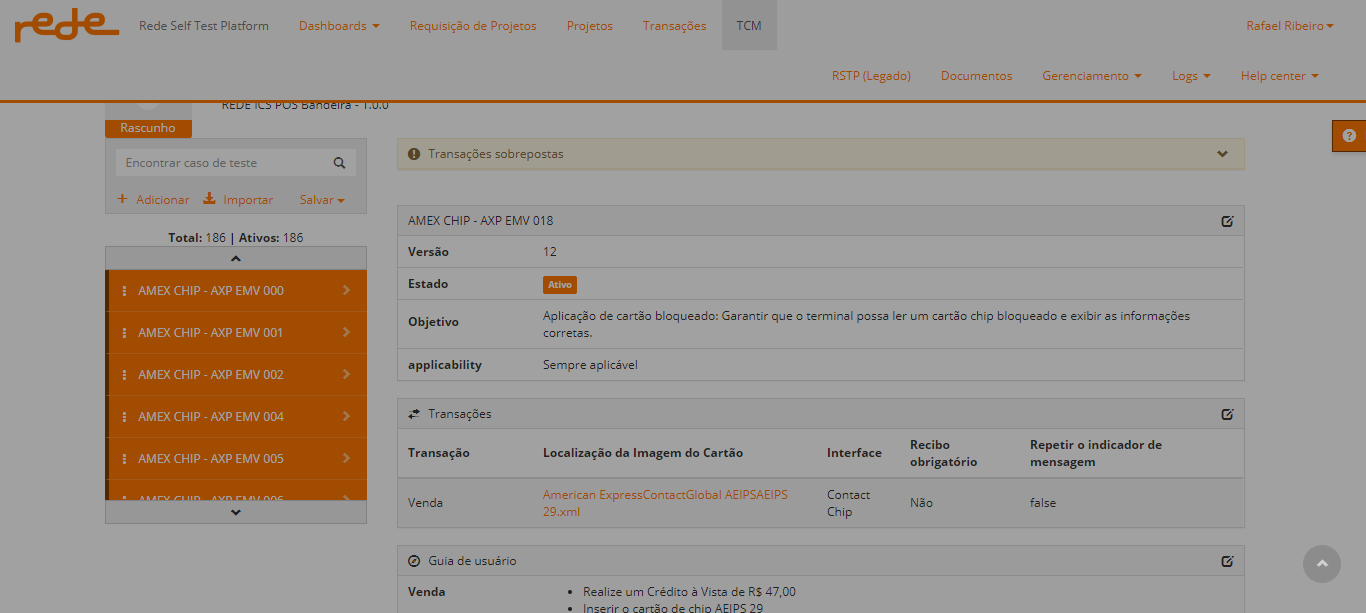 rede Rede Self Test Platform Dashboards Requisição de Projetos Projetos Transações TCM Rafael Ribeiro
RSTP (Legado) Documentos Gerenciamento Logs Help center
REDE ICS POS Bandeira - 1.0.0
Rascunho
Encontrar caso de teste
Adicionar Importar Salvar
Total: 186 | Ativos: 186
AMEX CHIP - AXP EMV 000
AMEX CHIP - AXP EMV 001
AMEX CHIP - AXP EMV 002
AMEX CHIP - AXP EMV 004
AMEX CHIP - AXP EMV 005
AMEX CHIP - AXP EMV 006
Transações sobrepostas
AMEX CHIP - AXP EMV 018
Versão 12
Estado Ativo
Objetivo Aplicação de cartão bloqueado: Garantir que o terminal possa ler um cartão chip bloqueado e exibir as informações
corretas.
applicability Sempre aplicável
Transações
Transação Localização da Imagem do Cartão Interface Recibo
obrigatório Repetir o indicador de
mensagem
Venda American ExpressContactGlobal AEIPSAEIPS
29.xml Contact
Chip Não false
Guia de usuário
Venda • Realize um Crédito à Vista de R$ 47,00
• Inserir o cartão de chip AEIPS 29